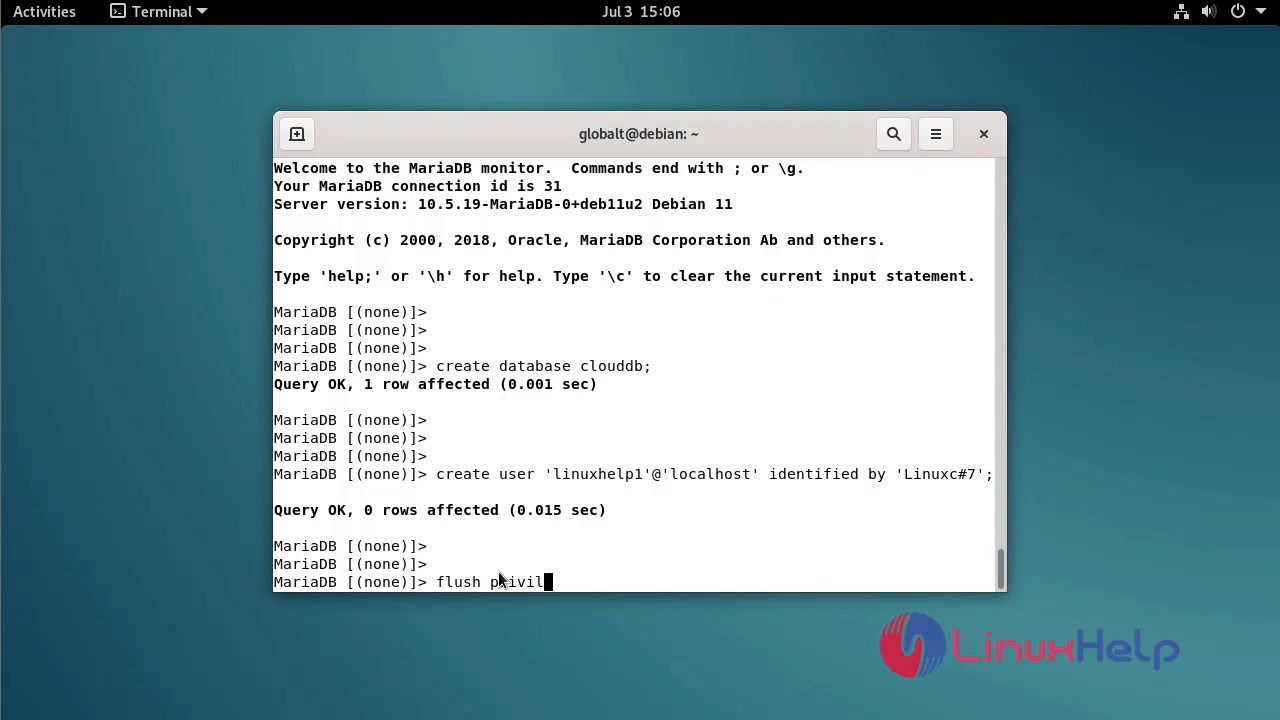 Activities
Terminal
Jul 3 15:06
globalt@debian: ~
Welcome to the MariaDB monitor.  Commands end with ; or \g.
Your MariaDB connection id is 31
Server version: 10.5.19-MariaDB-0+deb11u2 Debian 11
Copyright (c) 2000, 2018, Oracle, MariaDB Corporation Ab and others.
Type 'help;' or '\h' for help. Type '\c' to clear the current input statement.
MariaDB [(none)]>
MariaDB [(none)]>
MariaDB [(none)]>
MariaDB [(none)]> create database clouddb;
Query OK, 1 row affected (0.001 sec)
MariaDB [(none)]>
MariaDB [(none)]>
MariaDB [(none)]>
MariaDB [(none)]> create user 'linuxhelp1'@'localhost' identified by 'Linuxc#7';
Query OK, 0 rows affected (0.015 sec)
MariaDB [(none)]>
MariaDB [(none)]>
MariaDB [(none)]> flush privil
LinuxHelp